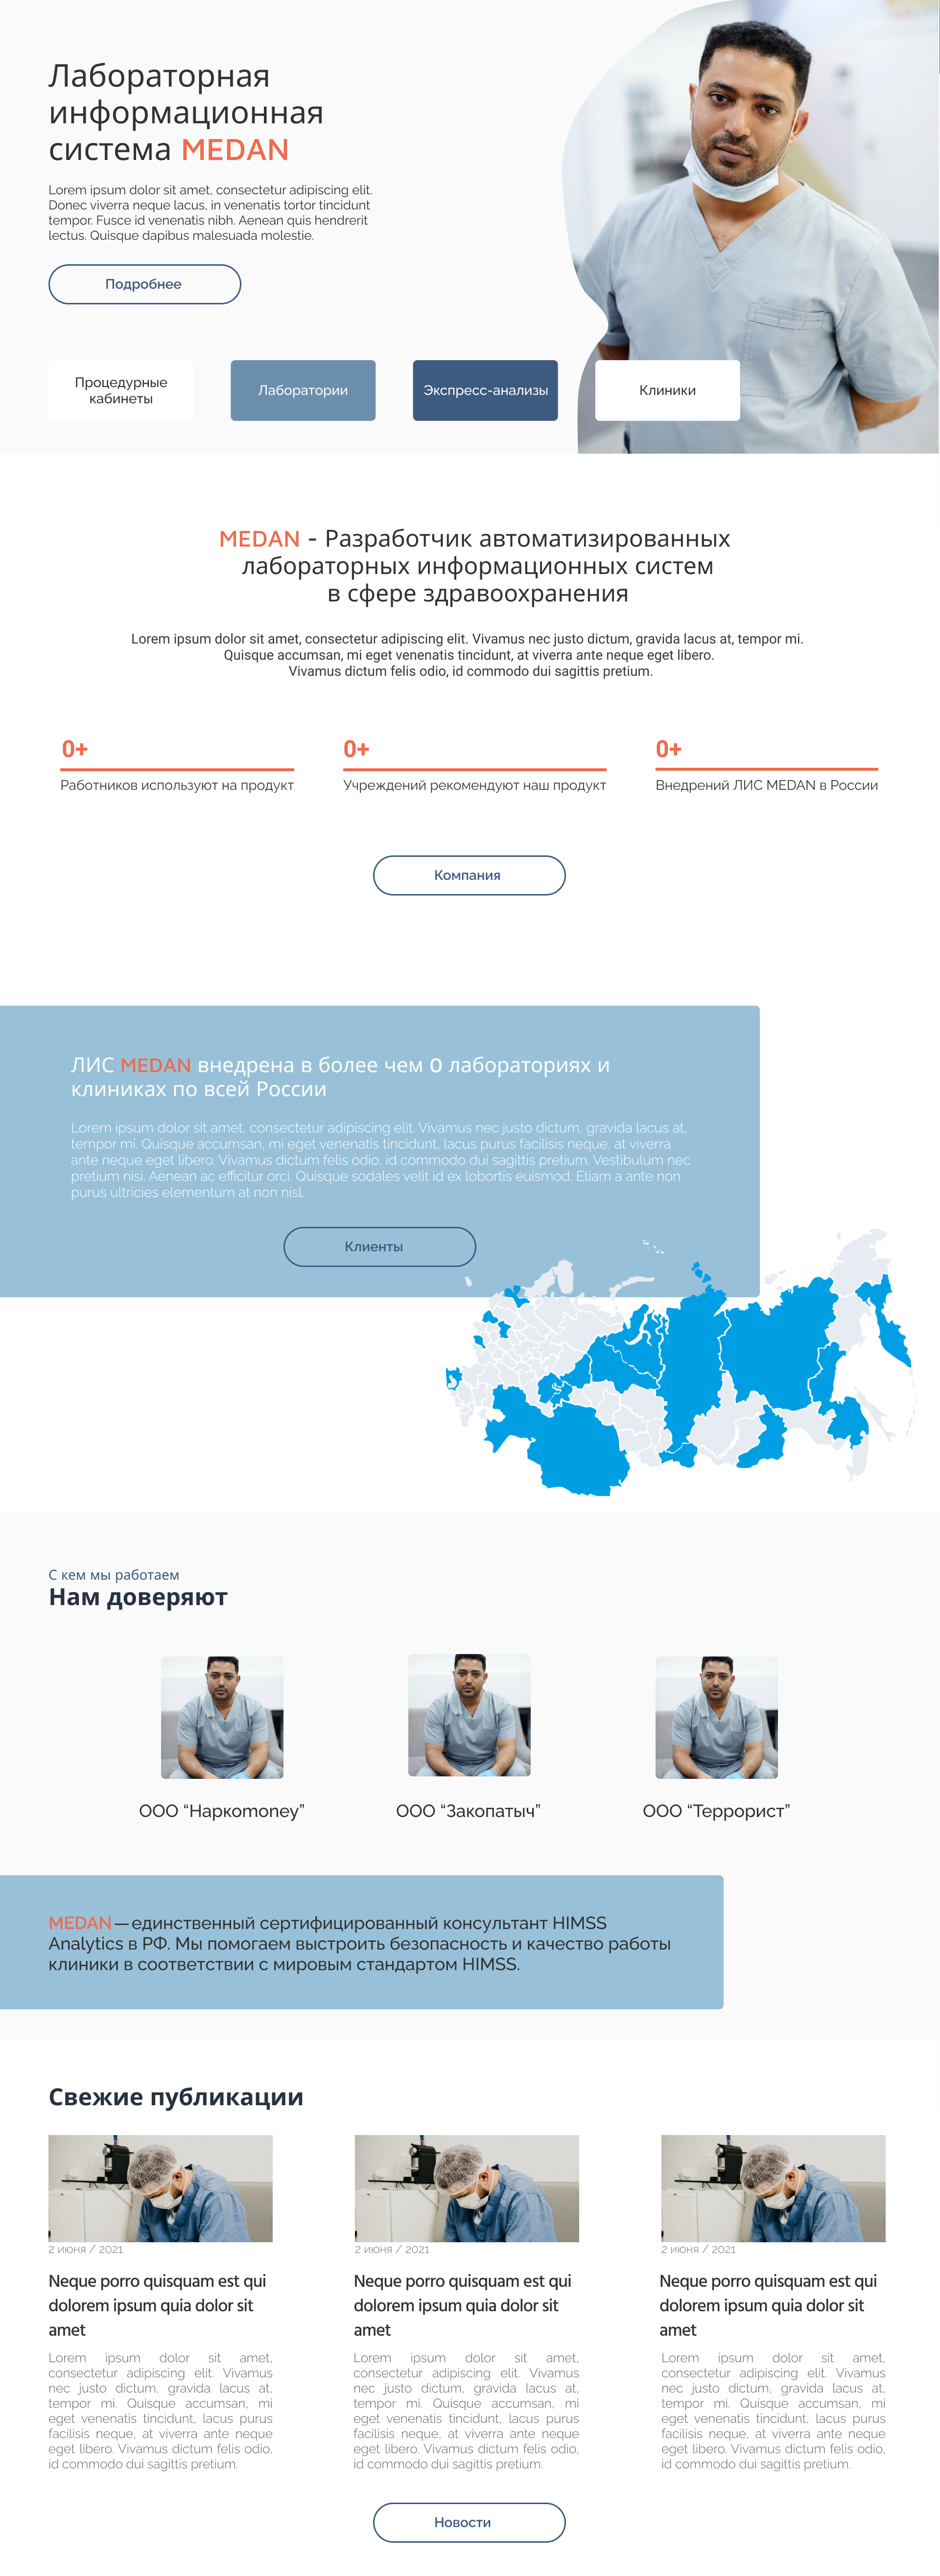 Лабораторная
информационная
система MEDAN
Lorem ipsum dolor sit amet, consectetur adipiscing elit.
Donec viverra neque lacus, in venenatis tortor tincidunt
tempor. Fusce id venenatis nibh. Aenean quis hendrerit
lectus. Quisque dapibus malesuada molestie.
Подробнее
Процедурные
кабинеты
Лаборатории
Экспресс-анализы
Клиники
MEDAN - Разработчик автоматизированных
лабораторных информационных систем
в сфере здравоохранения
Lorem ipsum dolor sit amet, consectetur adipiscing elit. Vivamus nec justo dictum, gravida lacus at, tempor mi.
Quisque accumsan, mi eget venenatis tincidunt, at viverra ante neque eget libero.
Vivamus dictum felis odio, id commodo dui sagittis pretium.
0+
Работников используют на продукт
0+
Учреждений рекомендуют наш продукт
0+
Внедрений ЛИС MEDAN в России
Компания
ЛИС MEDAN внедрена в более чем 0 лабораториях и
клиниках по всей России
Lorem ipsum dolor sit amet, consectetur adipiscing elit. Vivamus nec justo dictum, gravida lacus at,
tempor mi. Quisque accumsan, mi eget venenatis tincidunt, lacus purus facilisis neque, at viverra
ante neque eget libero. Vivamus dictum felis odio, id commodo dui sagittis pretium. Vestibulum nec
pretium nisi. Aenean ac efficitur orci. Quisque sodales velit id ex lobortis euismod. Etiam a ante non
purus ultricies elementum at non nisl.
Клиенты
С кем мы работаем
Нам доверяют
ООО “Наркоmoney”
ООО “Закопатыч”
ООО “Террорист”
MEDAN — единственный сертифицированный консультант HIMSS
Analytics в РФ. Мы помогаем выстроить безопасность и качество работы
клиники в соответствии с мировым стандартом HIMSS.
Свежие публикации
2 июня / 2021
Neque porro quisquam est qui
dolorem ipsum quia dolor sit
amet
Lorem ipsum dolor sit amet,
consectetur adipiscing elit. Vivamus
nec justo dictum, gravida lacus at,
tempor mi. Quisque accumsan, mi
eget venenatis tincidunt, lacus purus
facilisis neque, at viverra ante neque
eget libero. Vivamus dictum felis odio,
id commodo dui sagittis pretium.
2 июня / 2021
Neque porro quisquam est qui
dolorem ipsum quia dolor sit
amet
Lorem ipsum dolor sit amet,
consectetur adipiscing elit. Vivamus
nec justo dictum, gravida lacus at,
tempor mi. Quisque accumsan, mi
eget venenatis tincidunt, lacus purus
facilisis neque, at viverra ante neque
eget libero. Vivamus dictum felis odio,
id commodo dui sagittis pretium.
2 июня / 2021
Neque porro quisquam est qui
dolorem ipsum quia dolor sit
amet
Lorem ipsum dolor sit amet,
consectetur adipiscing elit. Vivamus
nec justo dictum, gravida lacus at,
tempor mi. Quisque accumsan, mi
eget venenatis tincidunt, lacus purus
facilisis neque, at viverra ante neque
eget libero. Vivamus dictum felis odio,
id commodo dui sagittis pretium.
Новости